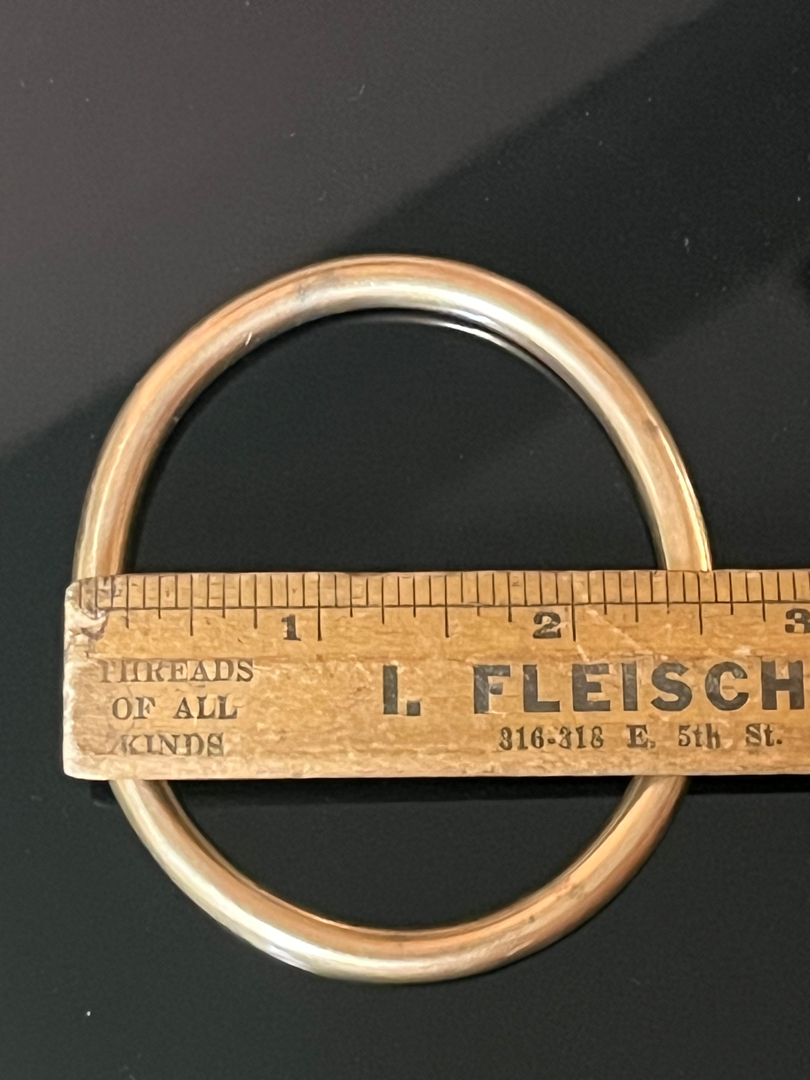 1 2 3
THREADS
OF ALL
KINDS
I. FLEISCH
316-318 E. 5th St.